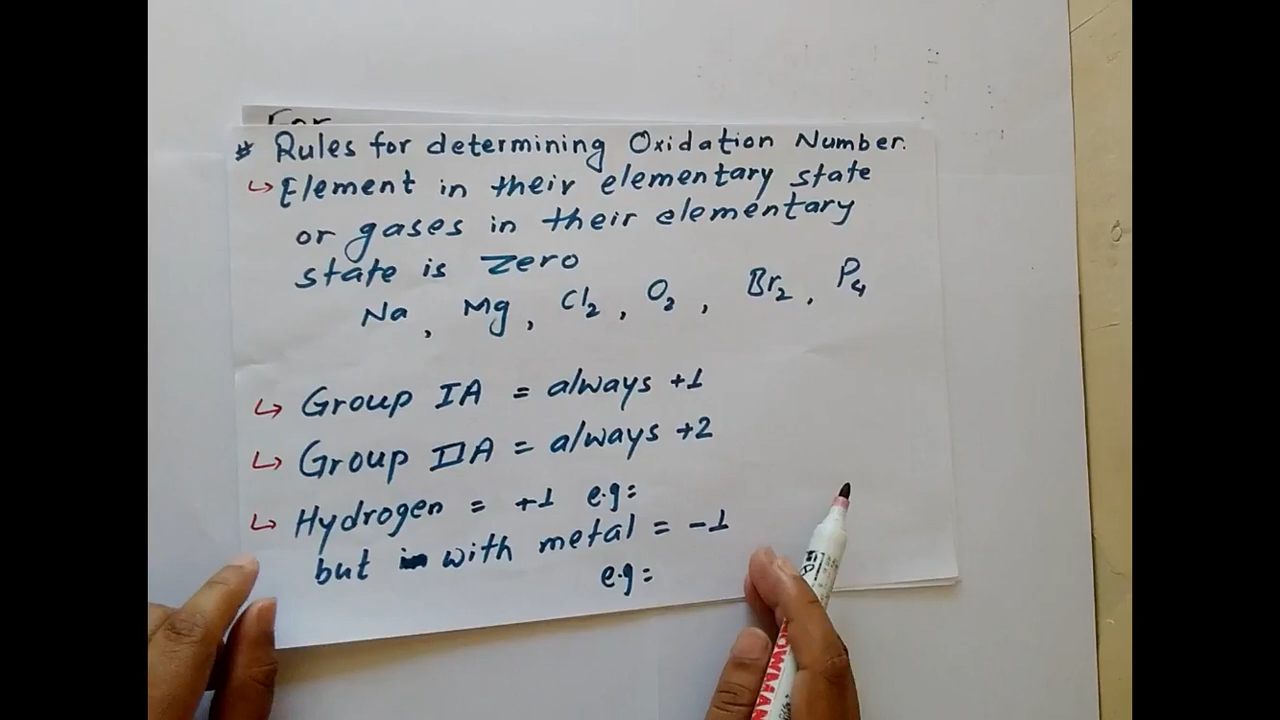 For
* Rules for determining Oxidation Number.
↳ Element in their elementary state
or gases in their elementary
state is zero
Na, Mg, Cl2, O2, Br2, P4
↳ Group IA = always +1
↳ Group IIA = always +2
↳ Hydrogen = +1 e.g:
but with metal = -1
e.g:
OWMAN